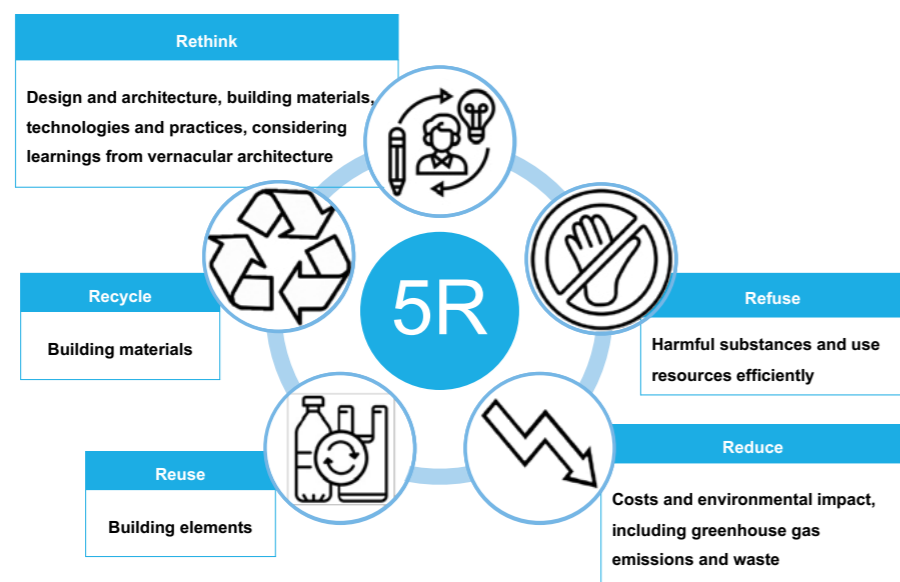 Rethink
Design and architecture, building materials,
technologies and practices, considering
learnings from vernacular architecture
5R
Refuse
Harmful substances and use
resources efficiently
Reduce
Costs and environmental impact,
including greenhouse gas
emissions and waste
Reuse
Building elements
Recycle
Building materials